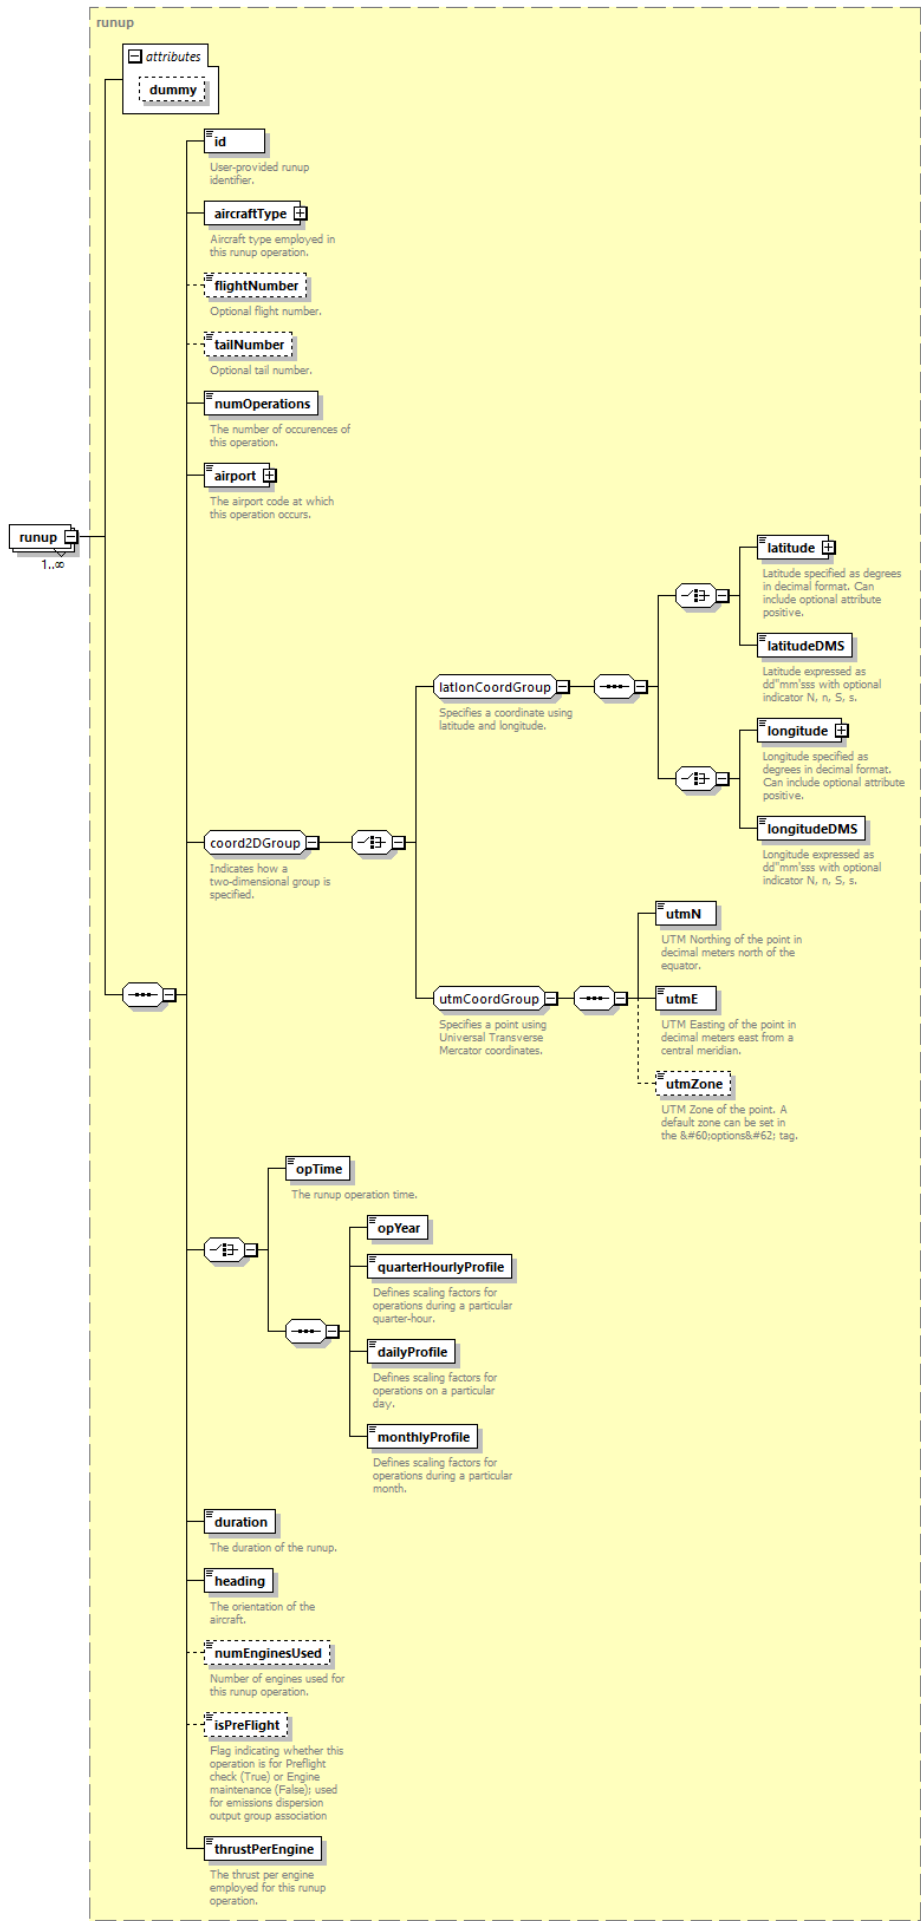 runup
attributes
dummy
id
User-provided runup
identifier.
aircraftType
Aircraft type employed in
this runup operation.
flightNumber
Optional flight number.
tailNumber
Optional tail number.
numOperations
The number of occurences of
this operation.
airport
The airport code at which
this operation occurs.
runup
1..∞
latitude
Latitude specified as degrees
in decimal format. Can
include optional attribute
positive.
latitudeDMS
Latitude expressed as
dd"mm'sss with optional
indicator N, n, S, s.
latlonCoordGroup
Specifies a coordinate using
latitude and longitude.
longitude
Longitude specified as
degrees in decimal format.
Can include optional attribute
positive.
longitudeDMS
Longitude expressed as
dd"mm'sss with optional
indicator N, n, S, s.
coord2DGroup
Indicates how a
two-dimensional group is
specified.
utmN
UTM Northing of the point in
decimal meters north of the
equator.
utmCoordGroup
Specifies a point using
Universal Transverse
Mercator coordinates.
utmE
UTM Easting of the point in
decimal meters east from a
central meridian.
utmZone
UTM Zone of the point. A
default zone can be set in
the &#60;options&#62; tag.
opTime
The runup operation time.
opYear
quarterHourlyProfile
Defines scaling factors for
operations during a particular
quarter-hour.
dailyProfile
Defines scaling factors for
operations on a particular
day.
monthlyProfile
Defines scaling factors for
operations during a particular
month.
duration
The duration of the runup.
heading
The orientation of the
aircraft.
numEnginesUsed
Number of engines used for
this runup operation.
isPreFlight
Flag indicating whether this
operation is for Preflight
check (True) or Engine
maintenance (False); used
for emissions dispersion
output group association
thrustPerEngine
The thrust per engine
employed for this runup
operation.